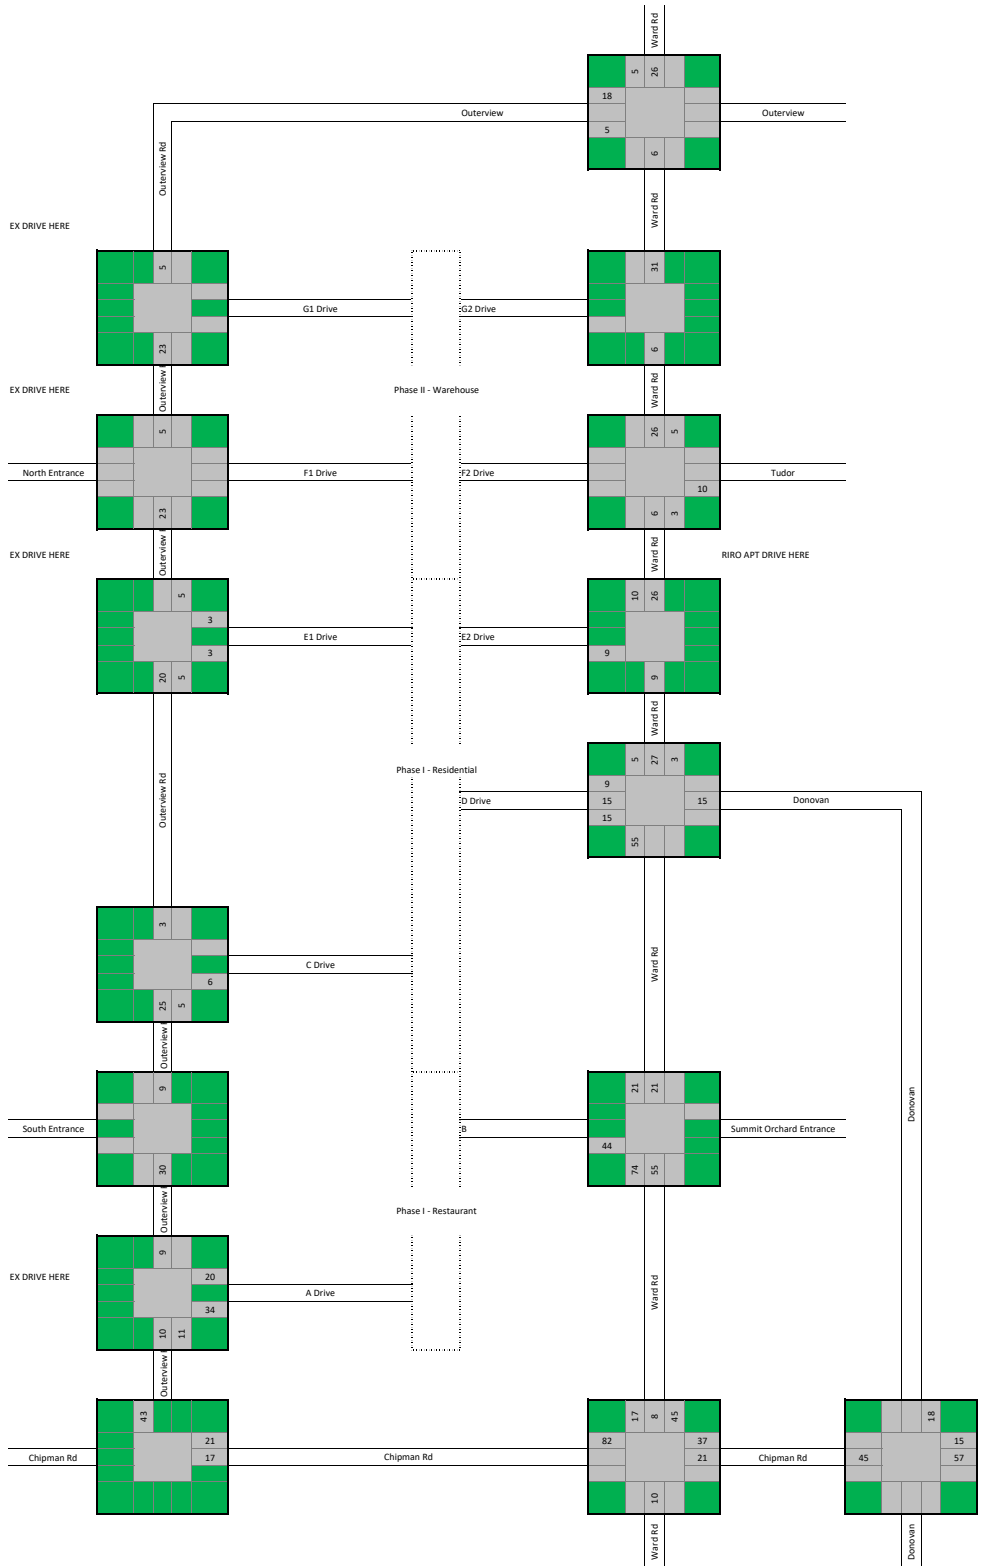 Ward Rd
5 26
18
Outerview Outerview
5
6
Outerview Rd
Ward Rd
EX DRIVE HERE
5 31
G1 Drive G2 Drive
23 6
Outerview Ward Rd
EX DRIVE HERE Phase II - Warehouse
5 26 5
North Entrance F1 Drive F2 Drive Tudor
10
23 6 3
Outerview Ward Rd
EX DRIVE HERE RIRO APT DRIVE HERE
5 10 26
3
E1 Drive E2 Drive
3 9
20 5 9
Ward Rd
Outerview Rd
Phase I - Residential 5 27 3
9
D Drive 15 15 Donovan
15
55
3
Ward Rd
C Drive
6
25 5
Outerview
9 21 21
Donovan
South Entrance B Summit Orchard Entrance
44
30 74 55
Outerview
Phase I - Restaurant
9
EX DRIVE HERE 20
A Drive Ward Rd
34
10 11
Outerview
43 17 8 45 18
21 82 37 15
Chipman Rd 17 Chipman Rd 21 Chipman Rd 45 57
10
Ward Rd Donovan